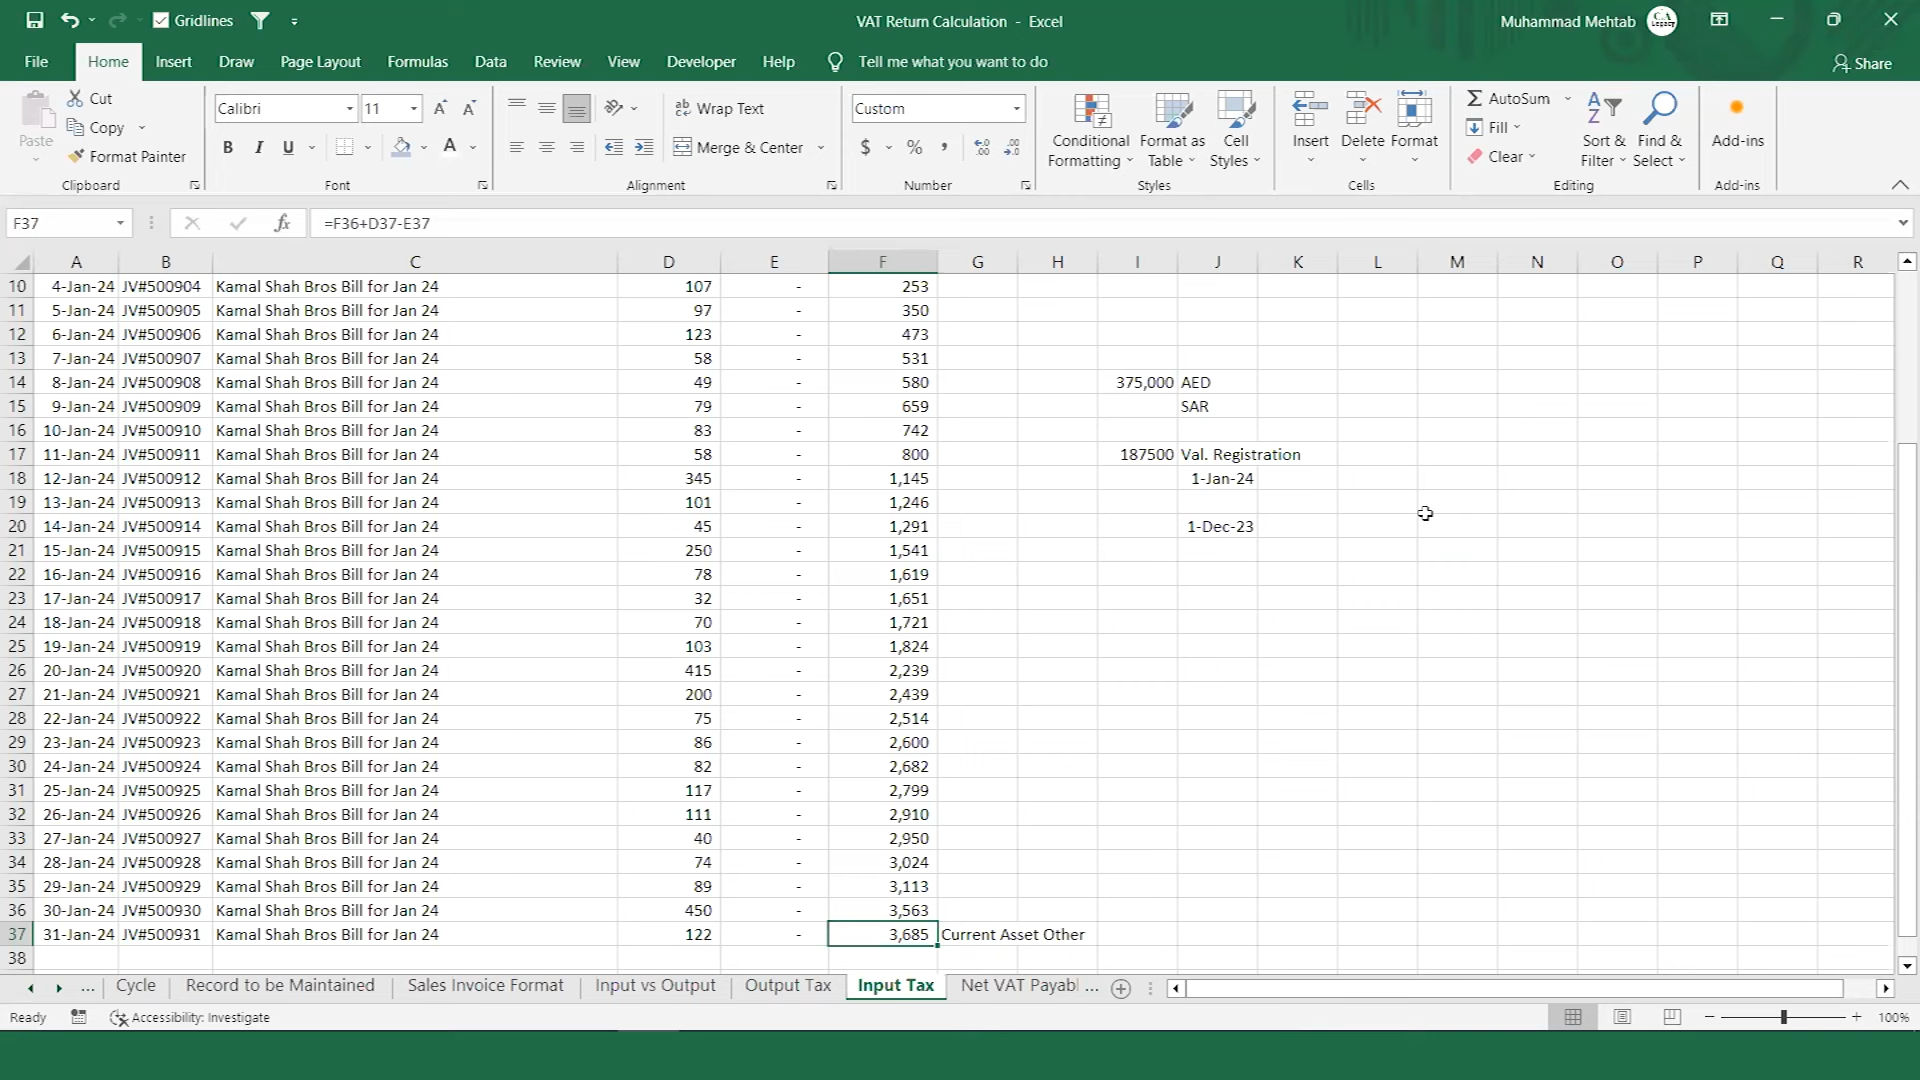 Gridlines
VAT Return Calculation - Excel
Muhammad Mehtab
CA
Legacy
File Home Insert Draw Page Layout Formulas Data Review View Developer Help Tell me what you want to do Share
Paste
Cut
Copy
Format Painter
Clipboard
Calibri 11
B I U
Font
Wrap Text
Merge & Center
Alignment
Custom
$ % ,
Number
Conditional Formatting
Format as Table
Cell Styles
Styles
Insert Delete Format
Cells
AutoSum
Fill
Clear
Sort & Filter
Find & Select
Editing
Add-ins
Add-ins
F37 fx =F36+D37-E37
A B C D E F G H I J K L M N O P Q R
10 4-Jan-24 JV#500904 Kamal Shah Bros Bill for Jan 24 107 - 253
11 5-Jan-24 JV#500905 Kamal Shah Bros Bill for Jan 24 97 - 350
12 6-Jan-24 JV#500906 Kamal Shah Bros Bill for Jan 24 123 - 473
13 7-Jan-24 JV#500907 Kamal Shah Bros Bill for Jan 24 58 - 531
14 8-Jan-24 JV#500908 Kamal Shah Bros Bill for Jan 24 49 - 580 375,000 AED
15 9-Jan-24 JV#500909 Kamal Shah Bros Bill for Jan 24 79 - 659 SAR
16 10-Jan-24 JV#500910 Kamal Shah Bros Bill for Jan 24 83 - 742
17 11-Jan-24 JV#500911 Kamal Shah Bros Bill for Jan 24 58 - 800 187500 Val. Registration
18 12-Jan-24 JV#500912 Kamal Shah Bros Bill for Jan 24 345 - 1,145 1-Jan-24
19 13-Jan-24 JV#500913 Kamal Shah Bros Bill for Jan 24 101 - 1,246
20 14-Jan-24 JV#500914 Kamal Shah Bros Bill for Jan 24 45 - 1,291 1-Dec-23
21 15-Jan-24 JV#500915 Kamal Shah Bros Bill for Jan 24 250 - 1,541
22 16-Jan-24 JV#500916 Kamal Shah Bros Bill for Jan 24 78 - 1,619
23 17-Jan-24 JV#500917 Kamal Shah Bros Bill for Jan 24 32 - 1,651
24 18-Jan-24 JV#500918 Kamal Shah Bros Bill for Jan 24 70 - 1,721
25 19-Jan-24 JV#500919 Kamal Shah Bros Bill for Jan 24 103 - 1,824
26 20-Jan-24 JV#500920 Kamal Shah Bros Bill for Jan 24 415 - 2,239
27 21-Jan-24 JV#500921 Kamal Shah Bros Bill for Jan 24 200 - 2,439
28 22-Jan-24 JV#500922 Kamal Shah Bros Bill for Jan 24 75 - 2,514
29 23-Jan-24 JV#500923 Kamal Shah Bros Bill for Jan 24 86 - 2,600
30 24-Jan-24 JV#500924 Kamal Shah Bros Bill for Jan 24 82 - 2,682
31 25-Jan-24 JV#500925 Kamal Shah Bros Bill for Jan 24 117 - 2,799
32 26-Jan-24 JV#500926 Kamal Shah Bros Bill for Jan 24 111 - 2,910
33 27-Jan-24 JV#500927 Kamal Shah Bros Bill for Jan 24 40 - 2,950
34 28-Jan-24 JV#500928 Kamal Shah Bros Bill for Jan 24 74 - 3,024
35 29-Jan-24 JV#500929 Kamal Shah Bros Bill for Jan 24 89 - 3,113
36 30-Jan-24 JV#500930 Kamal Shah Bros Bill for Jan 24 450 - 3,563
37 31-Jan-24 JV#500931 Kamal Shah Bros Bill for Jan 24 122 - 3,685 Current Asset Other
38
... Cycle Record to be Maintained Sales Invoice Format Input vs Output Output Tax Input Tax Net VAT Payabl ...
Ready Accessibility: Investigate 100%